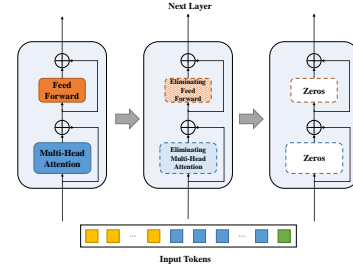 Next Layer
Feed
Forward
Eliminating
Feed
Forward
Zeros
Multi-Head
Attention
Eliminating
Multi-Head
Attention
Zeros
...
...
Input Tokens